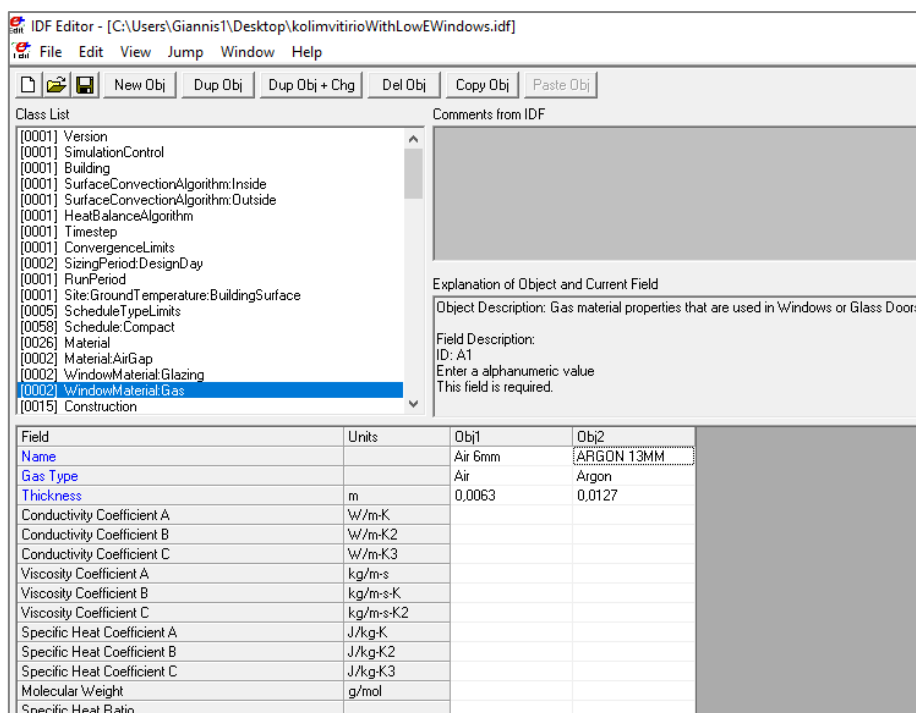 IDF Editor - [C:\Users\Giannis1\Desktop\kolimvitirioWithLowEWindows.idf]
File Edit View Jump Window Help
New Obj Dup Obj Dup Obj + Chg Del Obj Copy Obj Paste Obj
Class List
[0001] Version
[0001] SimulationControl
[0001] Building
[0001] SurfaceConvectionAlgorithm:Inside
[0001] SurfaceConvectionAlgorithm:Outside
[0001] HeatBalanceAlgorithm
[0001] Timestep
[0001] ConvergenceLimits
[0002] SizingPeriod:DesignDay
[0001] RunPeriod
[0001] Site:GroundTemperature:BuildingSurface
[0005] ScheduleTypeLimits
[0058] Schedule:Compact
[0026] Material
[0002] Material:AirGap
[0002] WindowMaterial:Glazing
[0002] WindowMaterial:Gas
[0015] Construction
Comments from IDF
Explanation of Object and Current Field
Object Description: Gas material properties that are used in Windows or Glass Doors
Field Description:
ID: A1
Enter a alphanumeric value
This field is required.
Field Units Obj1 Obj2
Name Air 6mm ARGON 13MM
Gas Type Air Argon
Thickness m 0,0063 0,0127
Conductivity Coefficient A W/m-K
Conductivity Coefficient B W/m-K2
Conductivity Coefficient C W/m-K3
Viscosity Coefficient A kg/m-s
Viscosity Coefficient B kg/m-s-K
Viscosity Coefficient C kg/m-s-K2
Specific Heat Coefficient A J/kg-K
Specific Heat Coefficient B J/kg-K2
Specific Heat Coefficient C J/kg-K3
Molecular Weight g/mol
Specific Heat Ratio